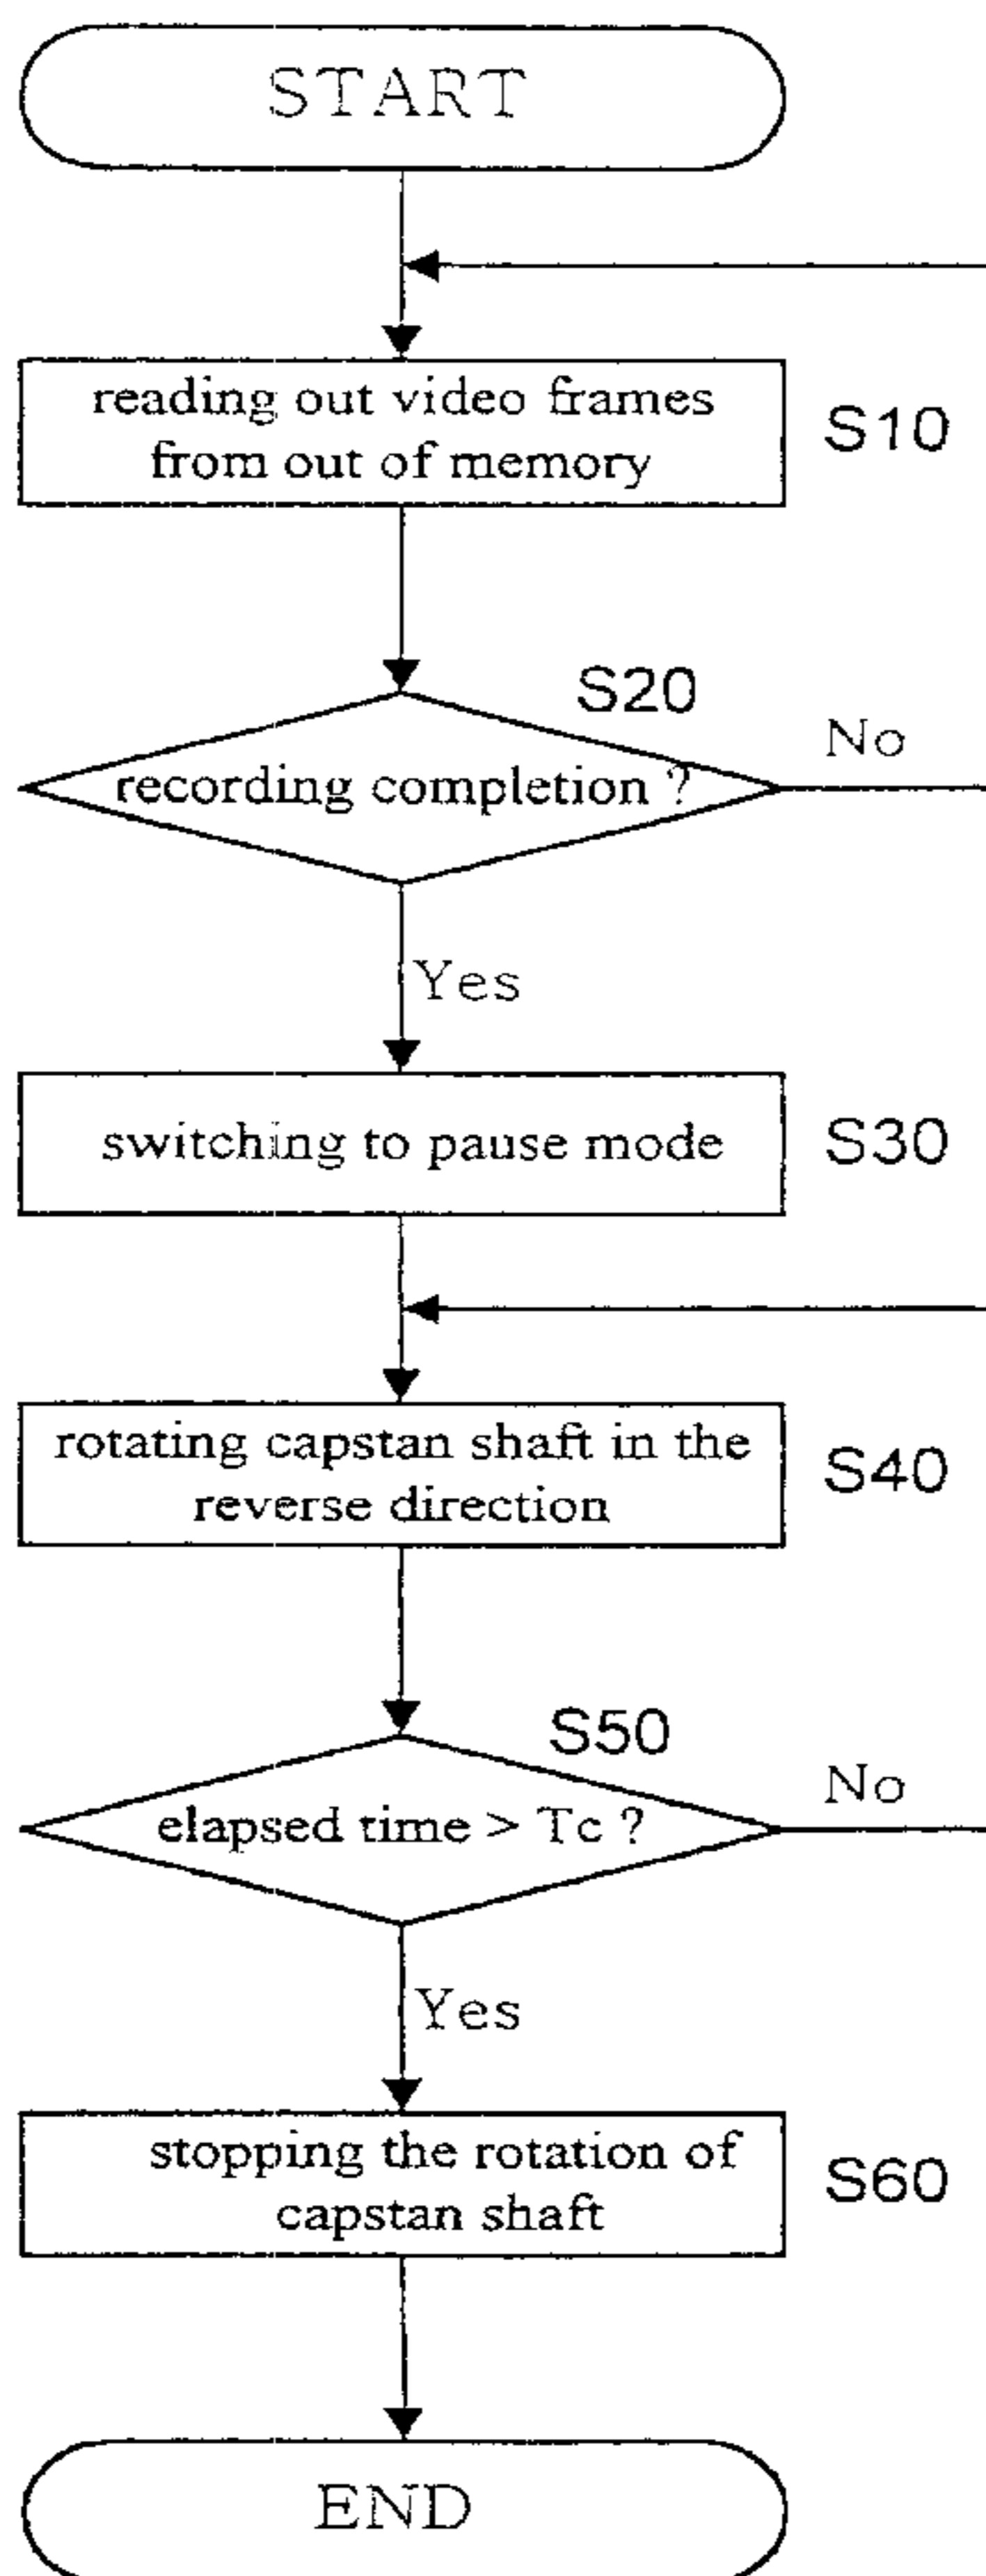 START
reading out video frames
from out of memory
S10
S20
recording completion ?
No
Yes
switching to pause mode
S30
rotating capstan shaft in the
reverse direction
S40
S50
elapsed time > Tc ?
No
Yes
stopping the rotation of
capstan shaft
S60
END